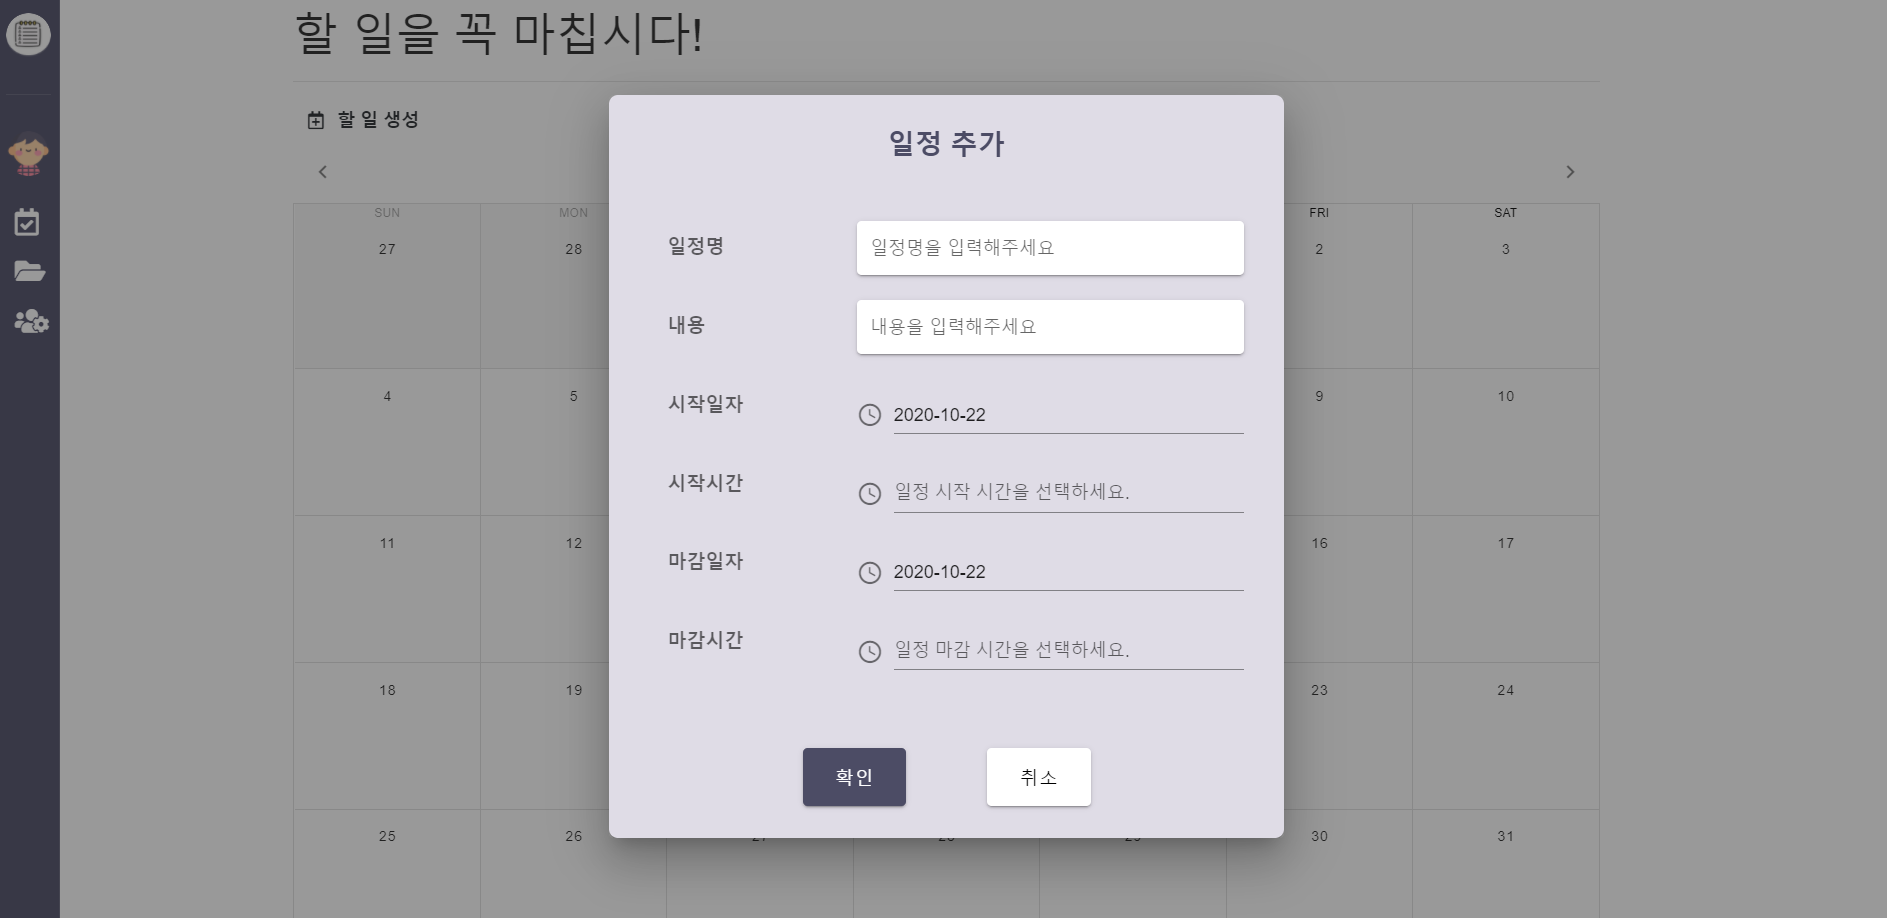 할 일을 꼭 마칩시다!
할 일 생성
SUN MON FRI SAT
27 28 2 3
4 5 9 10
11 12 16 17
18 19 23 24
25 26 27 28 29 30 31
일정 추가
일정명 일정명을 입력해주세요
내용 내용을 입력해주세요
시작일자 2020-10-22
시작시간 일정 시작 시간을 선택하세요.
마감일자 2020-10-22
마감시간 일정 마감 시간을 선택하세요.
확인 취소